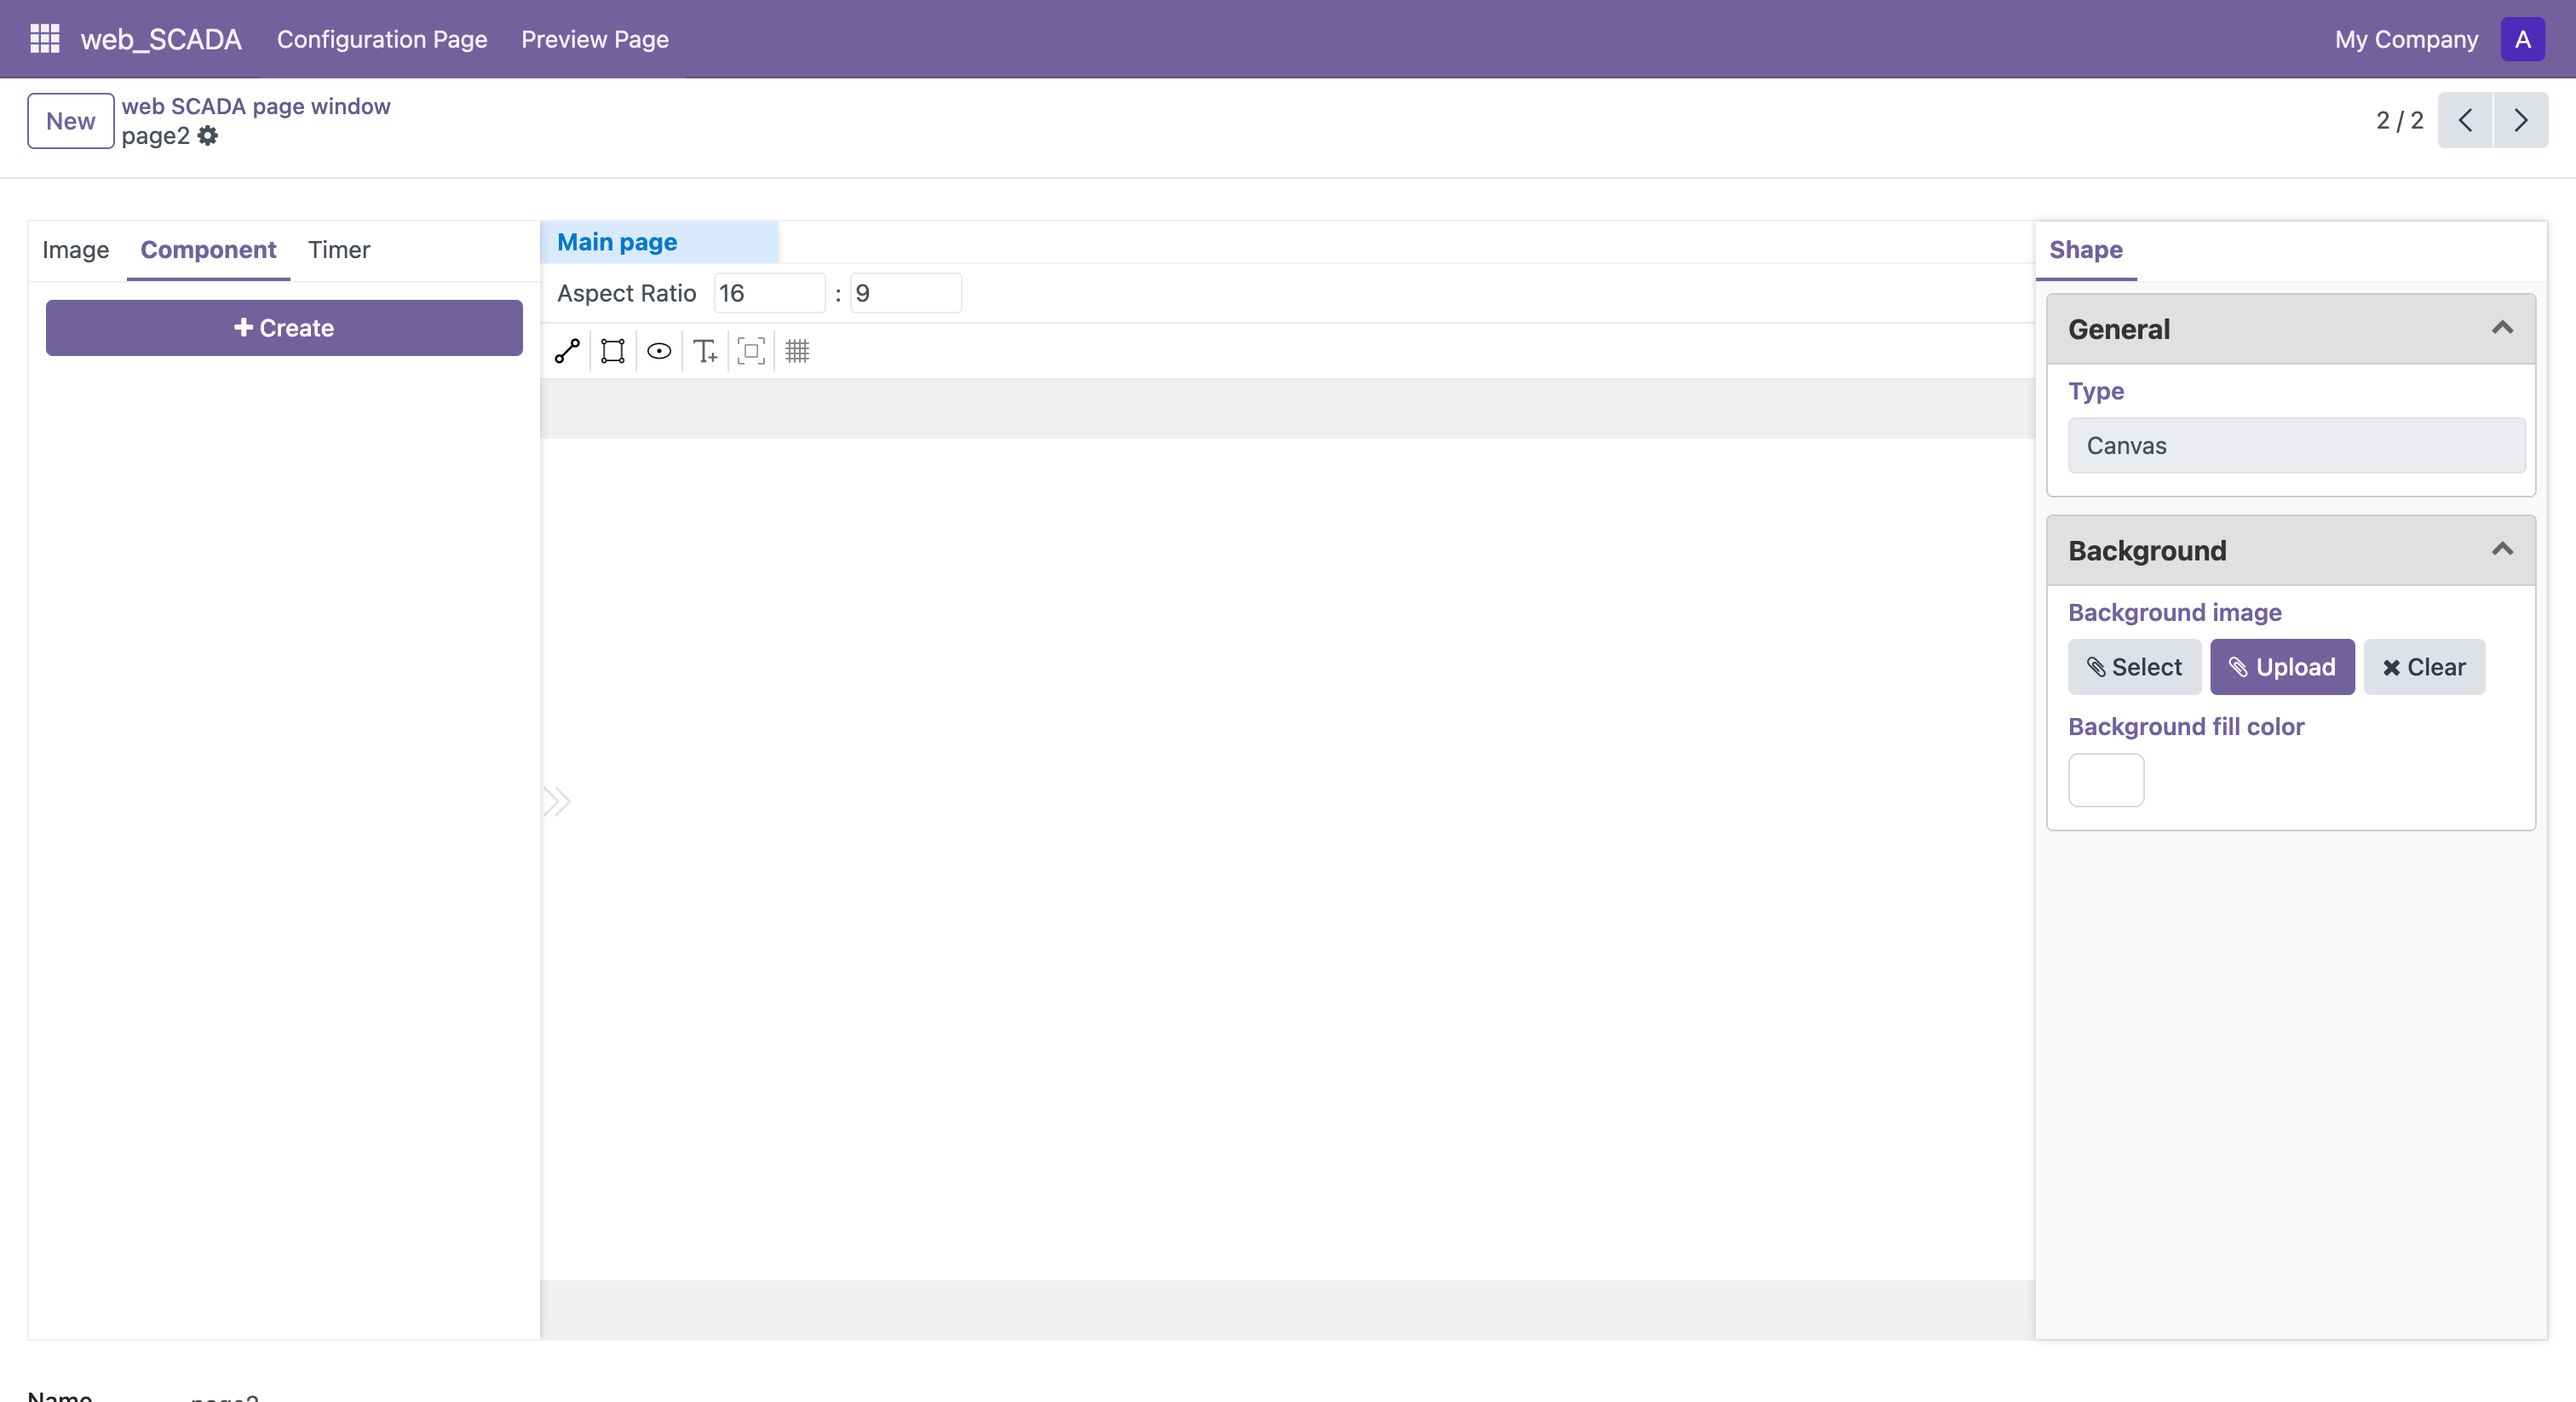 web_SCADA Configuration Page Preview Page My Company A
New web SCADA page window
page2 2 / 2
Image Component Timer
Create
Main page
Aspect Ratio 16 : 9
Shape
General
Type
Canvas
Background
Background image
Select Upload Clear
Background fill color
Name page2